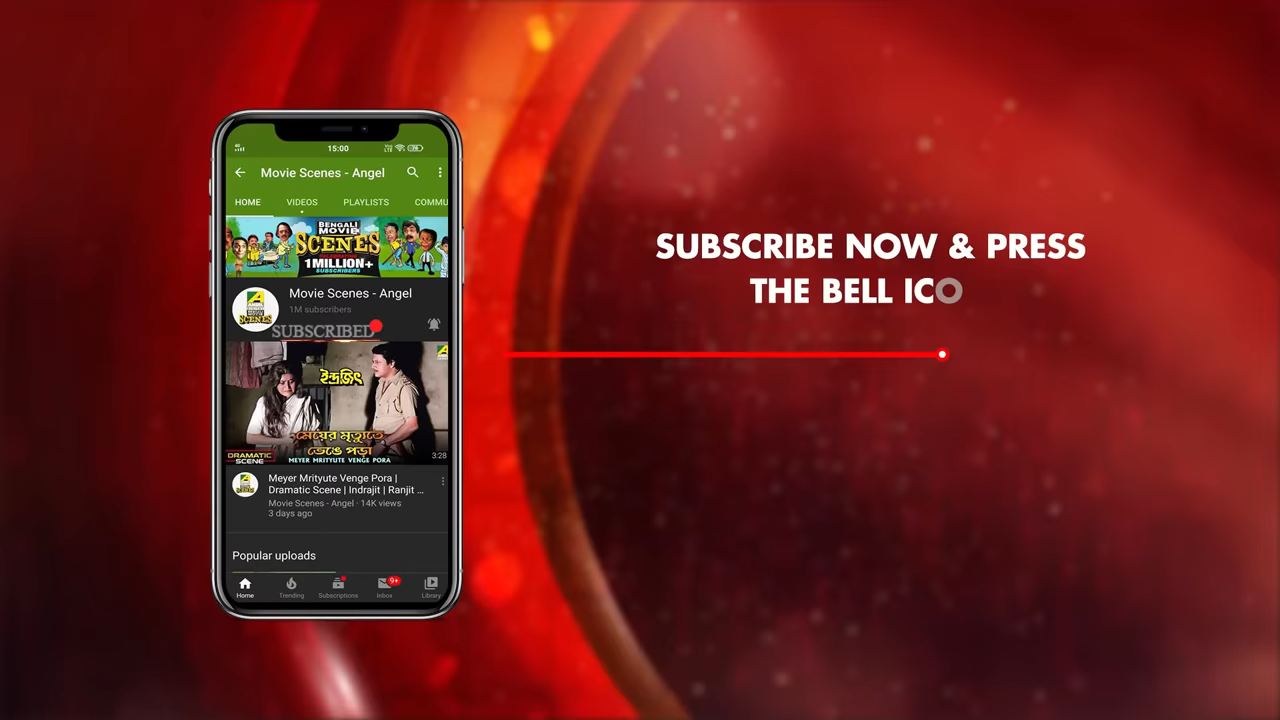 SUBSCRIBE NOW & PRESS
THE BELL ICO
4G
15:00
Movie Scenes - Angel
HOME VIDEOS PLAYLISTS COMMU
BENGALI
MOVIE
SCENES
1MILLION+
SUBSCRIBERS
Movie Scenes - Angel
1M subscribers
SUBSCRIBED
SCENES
ইন্দ্রজিৎ
মেয়ের মৃত্যুতে
ভেঙে পড়া
MEYER MRITYUTE VENGE PORA
DRAMATIC
SCENE
3:28
Meyer Mrityute Venge Pora |
Dramatic Scene | Indrajit | Ranjit ...
Movie Scenes - Angel · 14K views
3 days ago
Popular uploads
9+
Home Trending Subscriptions Inbox Library